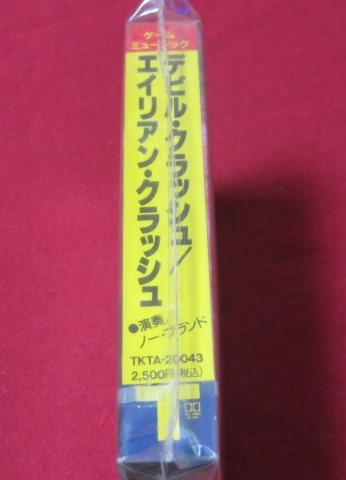 ゲーム
ミュージック
デビル・クラッシュ/
エイリアン・クラッシュ
●演奏/
ノー・ブランド
TKTA-20043
2,500円(税込)